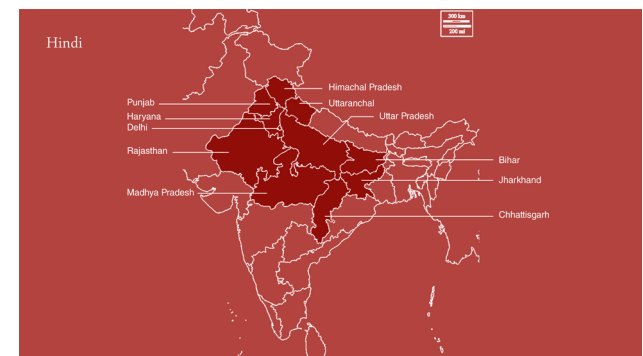 Hindi
300 km
200 mi
Himachal Pradesh
Punjab
Uttaranchal
Haryana
Uttar Pradesh
Delhi
Rajasthan
Bihar
Jharkhand
Madhya Pradesh
Chhattisgarh